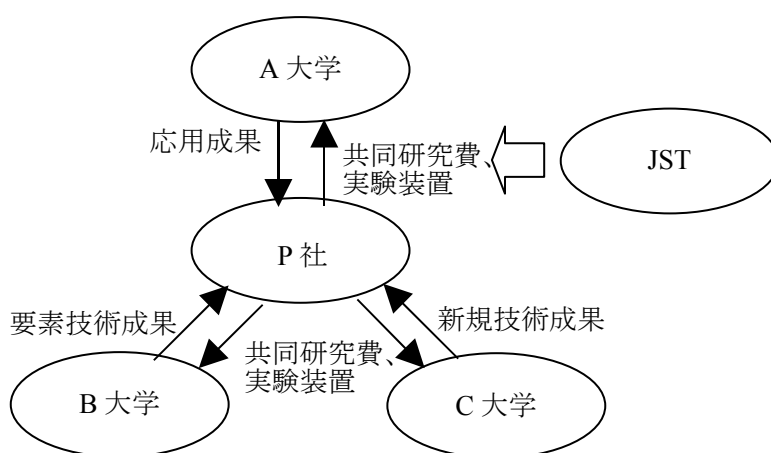 A 大学
応用成果
共同研究費、
実験装置
JST
P 社
要素技術成果
新規技術成果
共同研究費、
実験装置
B 大学
C 大学